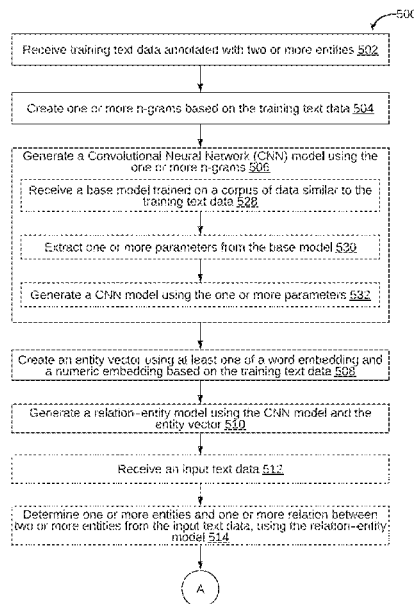 500
Receive training text data annotated with two or more entities 502
Create one or more n-grams based on the training text data 504
Generate a Convolutional Neural Network (CNN) model using the
one or more n-grams 506
Receive a base model trained on a corpus of data similar to the
training text data 528
Extract one or more parameters from the base model 530
Generate a CNN model using the one or more parameters 532
Create an entity vector using at least one of a word embedding and
a numeric embedding based on the training text data 508
Generate a relation-entity model using the CNN model and the
entity vector 510
Receive an input text data 512
Determine one or more entities and one or more relation between
two or more entities from the input text data, using the relation-entity
model 514
A